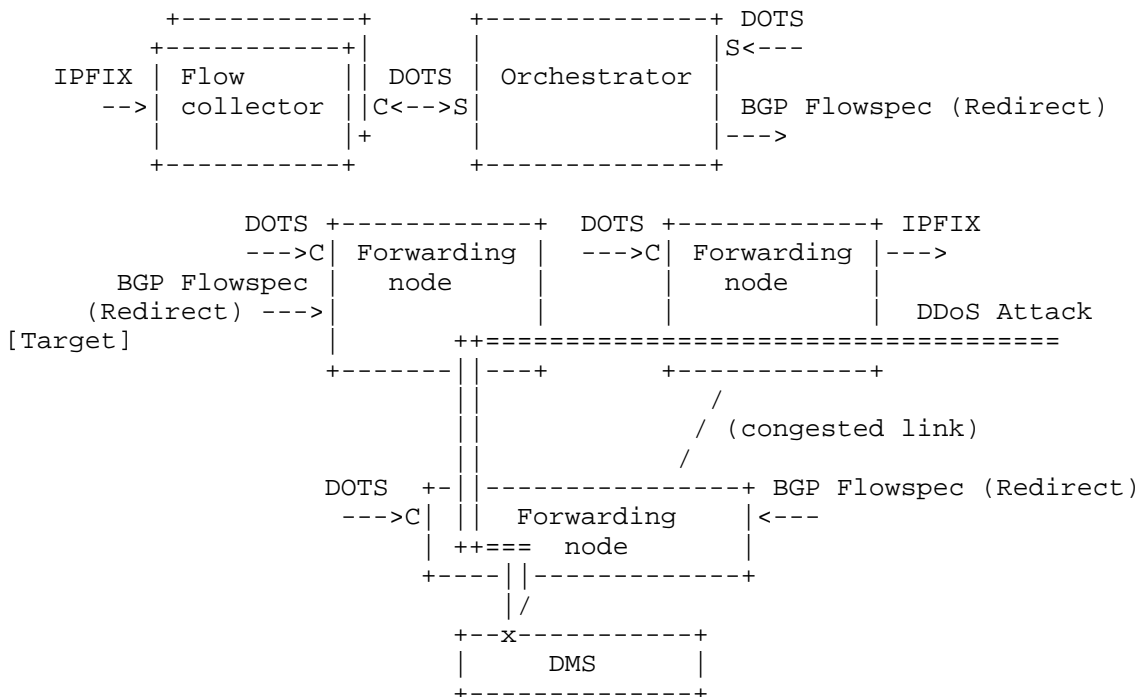 DOTS
S<---
IPFIX Flow DOTS Orchestrator
--> collector C<-->S BGP Flowspec (Redirect)
--->
DOTS DOTS IPFIX
--->C Forwarding --->C Forwarding --->
BGP Flowspec node node
(Redirect) ---> DDoS Attack
[Target]
(congested link)
DOTS BGP Flowspec (Redirect)
--->C Forwarding <---
node
x
DMS